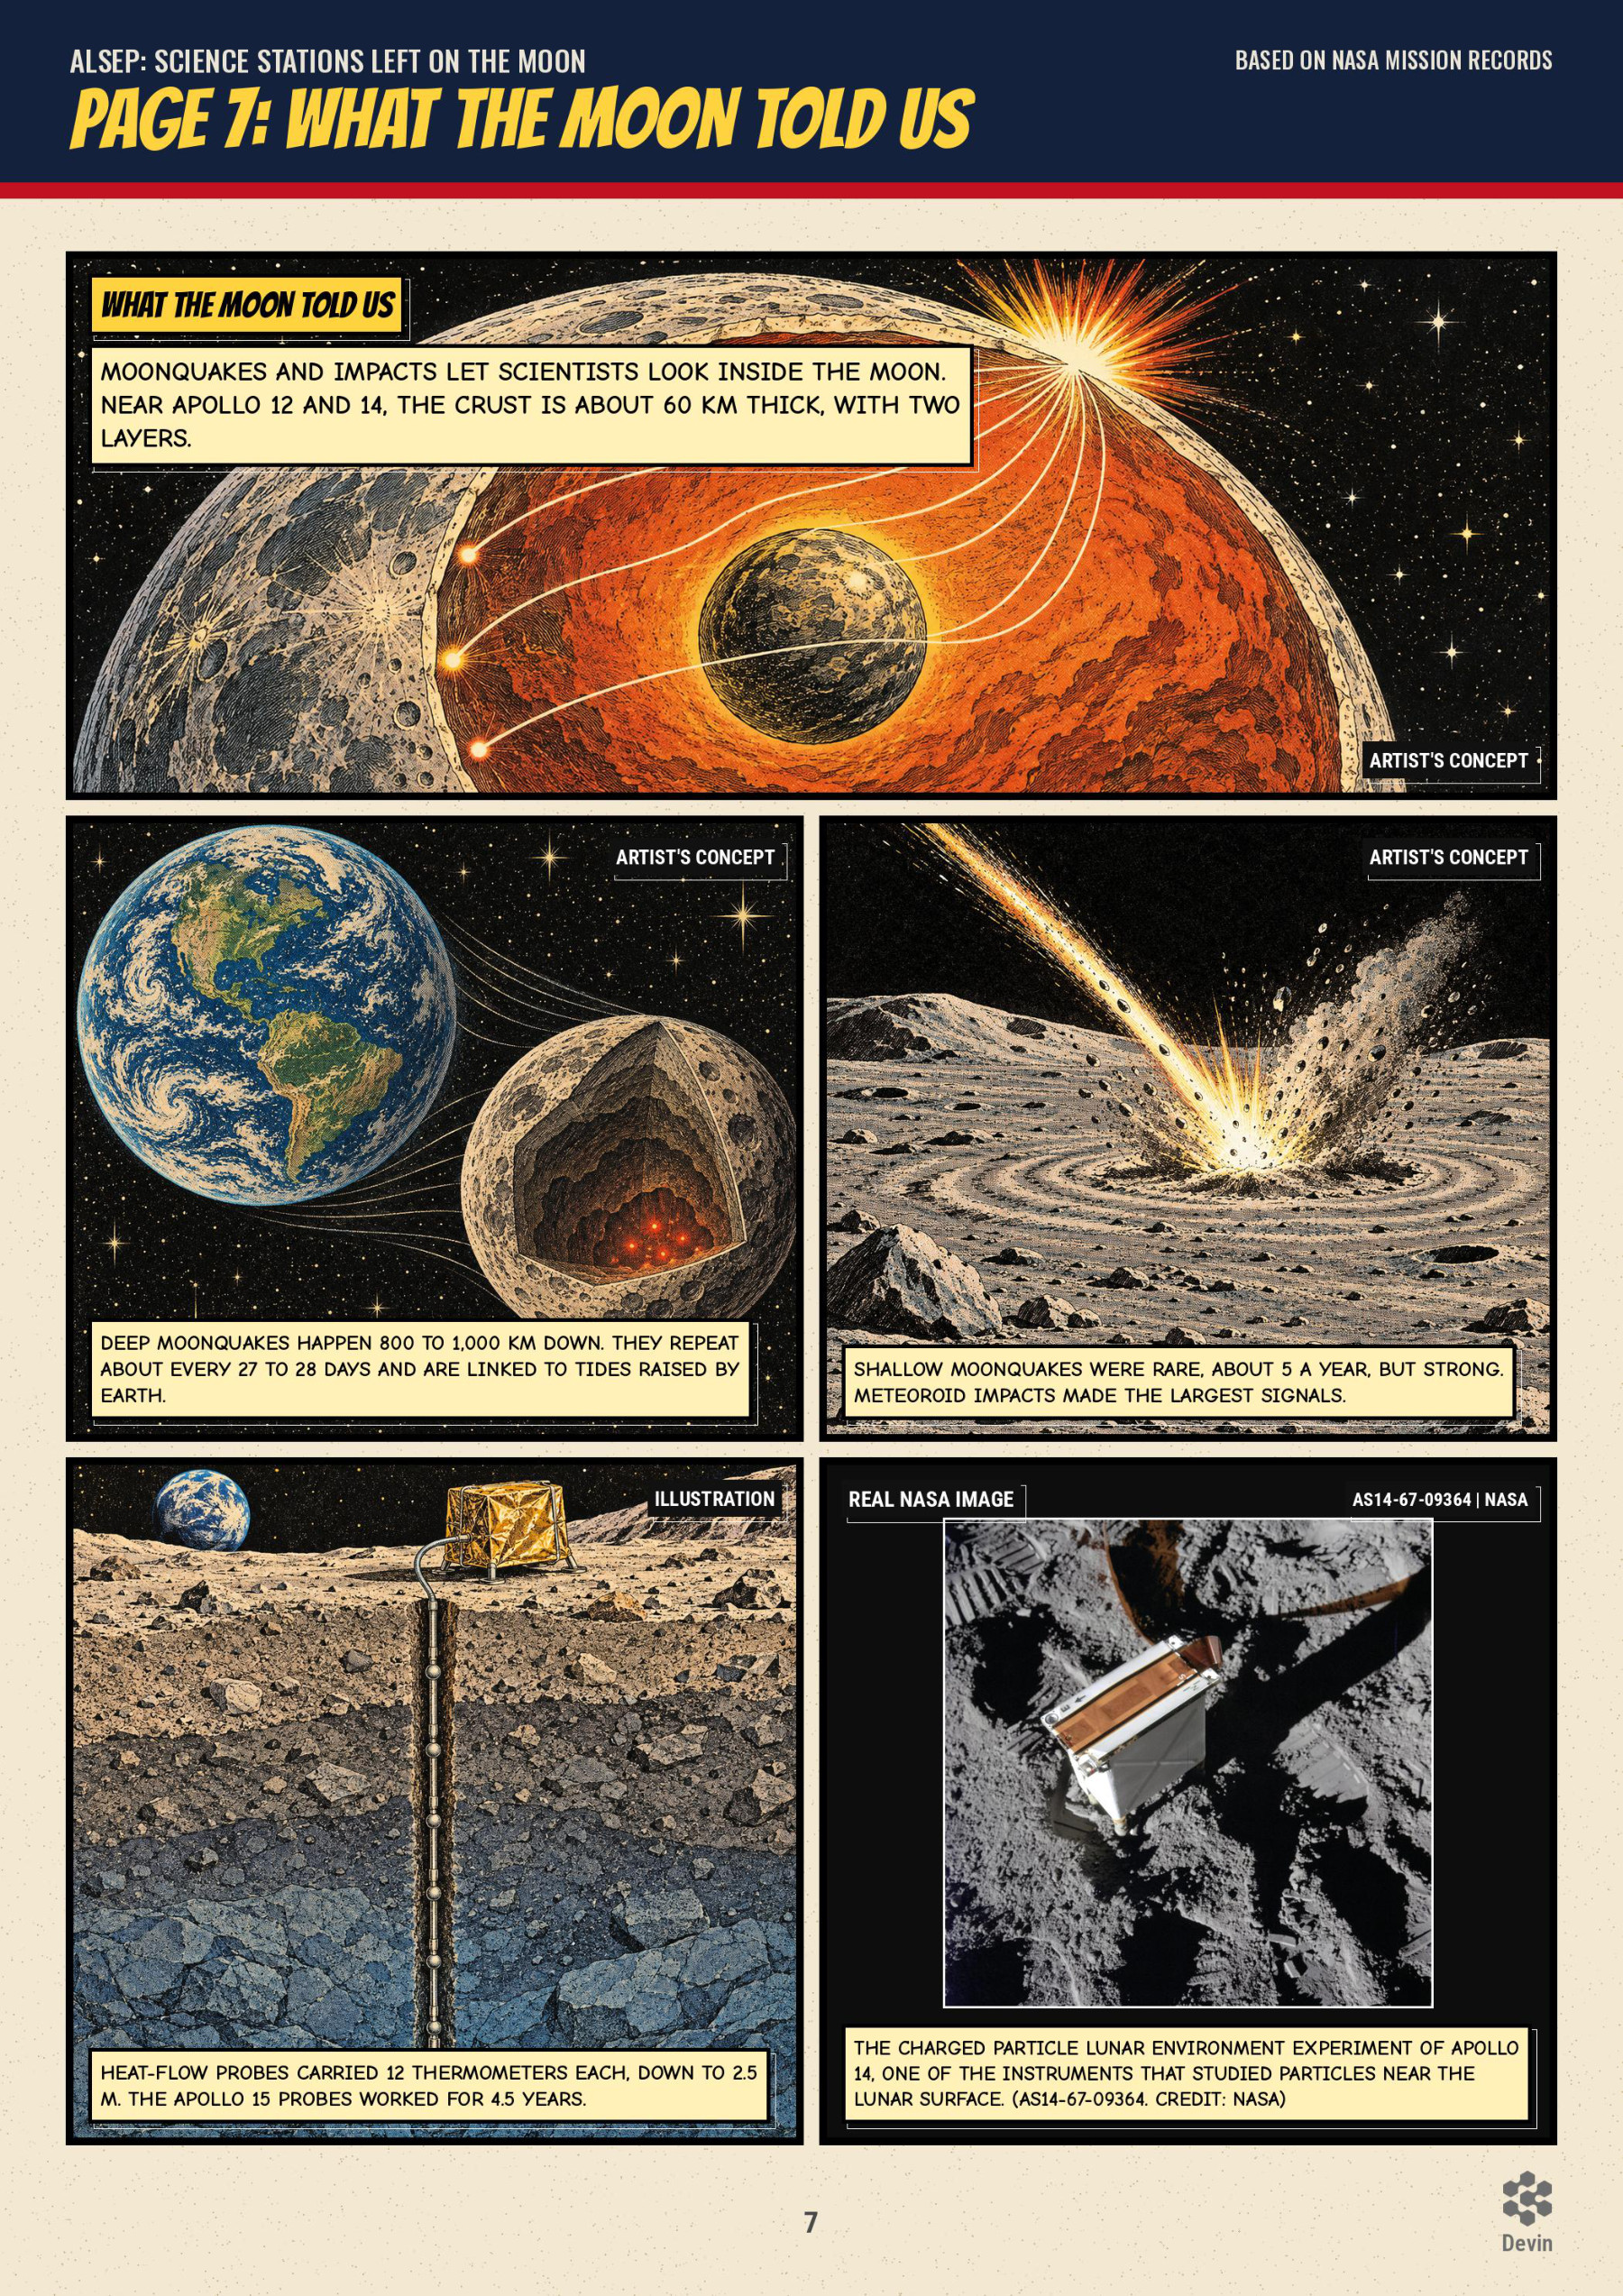 ALSEP: SCIENCE STATIONS LEFT ON THE MOON
BASED ON NASA MISSION RECORDS
PAGE 7: WHAT THE MOON TOLD US
WHAT THE MOON TOLD US
MOONQUAKES AND IMPACTS LET SCIENTISTS LOOK INSIDE THE MOON.
NEAR APOLLO 12 AND 14, THE CRUST IS ABOUT 60 KM THICK, WITH TWO
LAYERS.
ARTIST'S CONCEPT
ARTIST'S CONCEPT
DEEP MOONQUAKES HAPPEN 800 TO 1,000 KM DOWN. THEY REPEAT
ABOUT EVERY 27 TO 28 DAYS AND ARE LINKED TO TIDES RAISED BY
EARTH.
ARTIST'S CONCEPT
SHALLOW MOONQUAKES WERE RARE, ABOUT 5 A YEAR, BUT STRONG.
METEOROID IMPACTS MADE THE LARGEST SIGNALS.
ILLUSTRATION
HEAT-FLOW PROBES CARRIED 12 THERMOMETERS EACH, DOWN TO 2.5
M. THE APOLLO 15 PROBES WORKED FOR 4.5 YEARS.
REAL NASA IMAGE
AS14-67-09364 | NASA
THE CHARGED PARTICLE LUNAR ENVIRONMENT EXPERIMENT OF APOLLO
14, ONE OF THE INSTRUMENTS THAT STUDIED PARTICLES NEAR THE
LUNAR SURFACE. (AS14-67-09364. CREDIT: NASA)
7
Devin